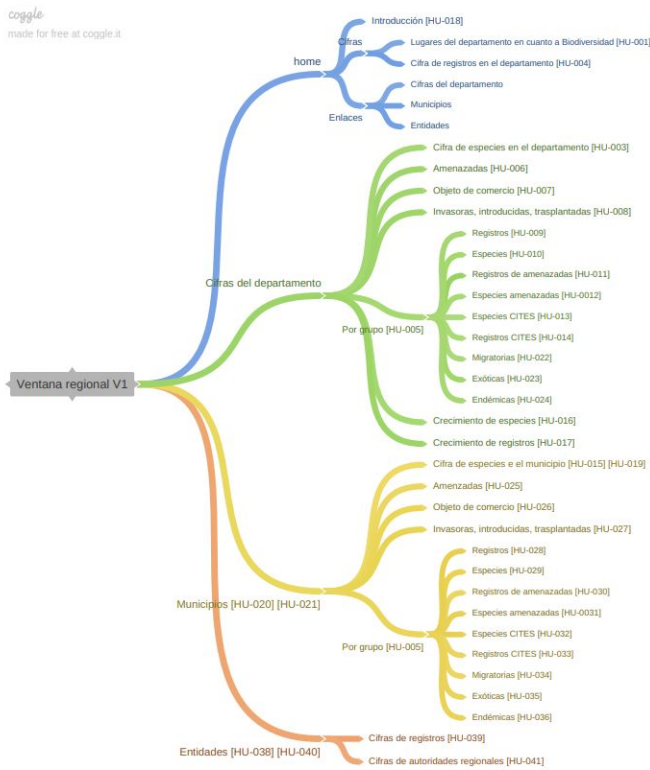 coggle
made for free at coggle.it
Introducción [HU-018]
Cifras
Lugares del departamento en cuanto a Biodiversidad [HU-001]
home
Cifra de registros en el departamento [HU-004]
Cifras del departamento
Municipios
Enlaces
Entidades
Cifra de especies en el departamento [HU-003]
Amenazadas [HU-006]
Objeto de comercio [HU-007]
Invasoras, introducidas, trasplantadas [HU-008]
Registros [HU-009]
Especies [HU-010]
Registros de amenazadas [HU-011]
Cifras del departamento
Especies amenazadas [HU-0012]
Especies CITES [HU-013]
Por grupo [HU-005]
Registros CITES [HU-014]
Migratorias [HU-022]
Exóticas [HU-023]
Ventana regional V1
Endémicas [HU-024]
Crecimiento de especies [HU-016]
Crecimiento de registros [HU-017]
Cifra de especies e el municipio [HU-015] [HU-019]
Amenzadas [HU-025]
Objeto de comercio [HU-026]
Invasoras, introducidas, trasplantadas [HU-027]
Registros [HU-028]
Especies [HU-029]
Registros de amenazadas [HU-030]
Municipios [HU-020] [HU-021]
Especies amenazadas [HU-0031]
Especies CITES [HU-032]
Por grupo [HU-005]
Registros CITES [HU-033]
Migratorias [HU-034]
Exóticas [HU-035]
Endémicas [HU-036]
Cifras de registros [HU-039]
Entidades [HU-038] [HU-040]
Cifras de autoridades regionales [HU-041]